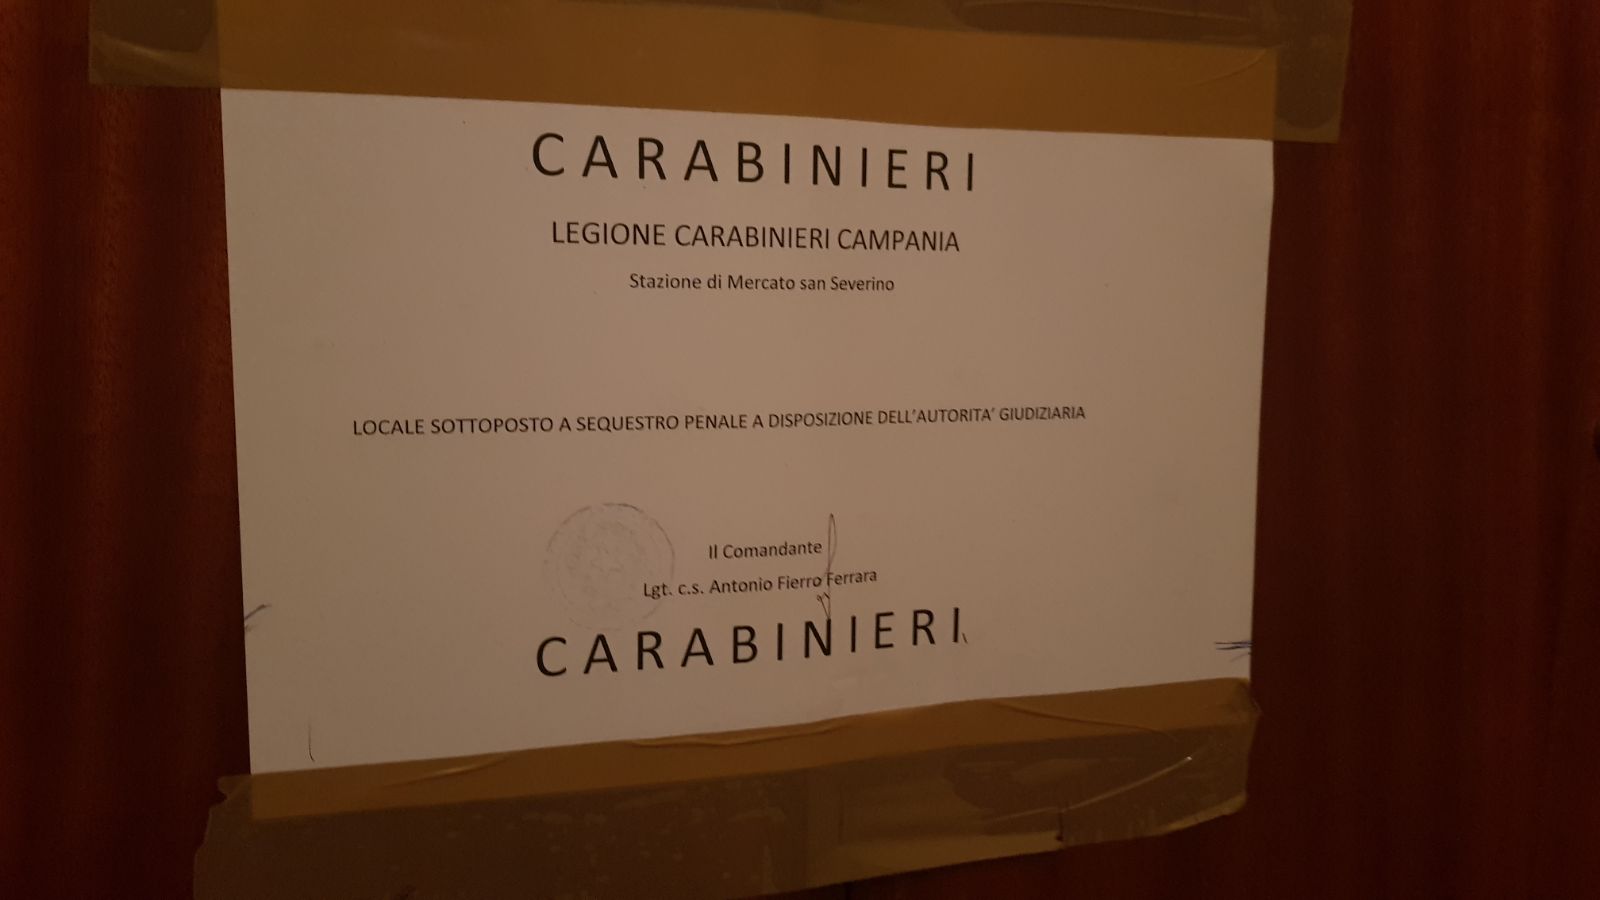 CARABINIERI
LEGIONE CARABINIERI CAMPANIA
Stazione di Mercato san Severino
LOCALE SOTTOPOSTO A SEQUESTRO PENALE A DISPOSIZIONE DELL'AUTORITA' GIUDIZIARIA
Il Comandante
Lgt. c.s. Antonio Fierro Ferrara
CARABINIERI